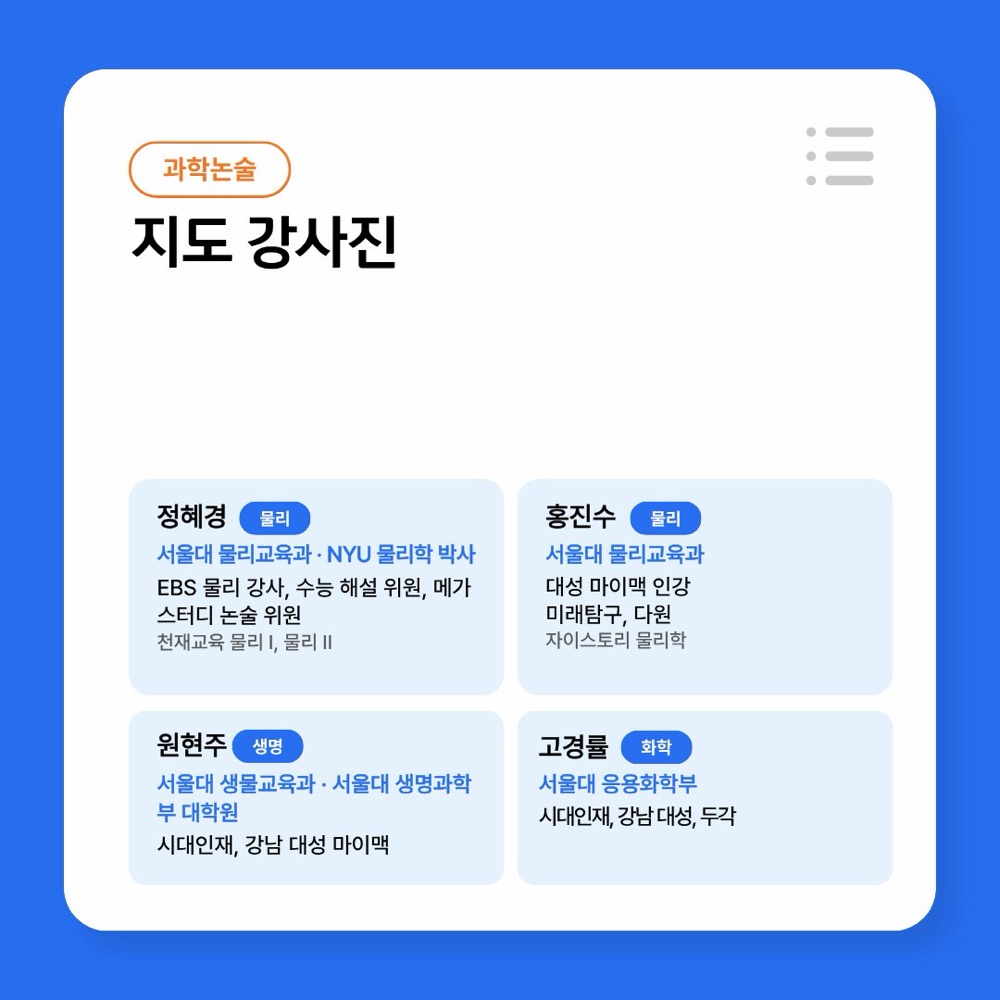 과학논술
지도 강사진
정혜경 물리
서울대 물리교육과 · NYU 물리학 박사
EBS 물리 강사, 수능 해설 위원, 메가
스터디 논술 위원
천재교육 물리 I, 물리 II
홍진수 물리
서울대 물리교육과
대성 마이맥 인강
미래탐구, 다원
자이스토리 물리학
원현주 생명
서울대 생물교육과 · 서울대 생명과학
부 대학원
시대인재, 강남 대성 마이맥
고경률 화학
서울대 응용화학부
시대인재, 강남 대성, 두각